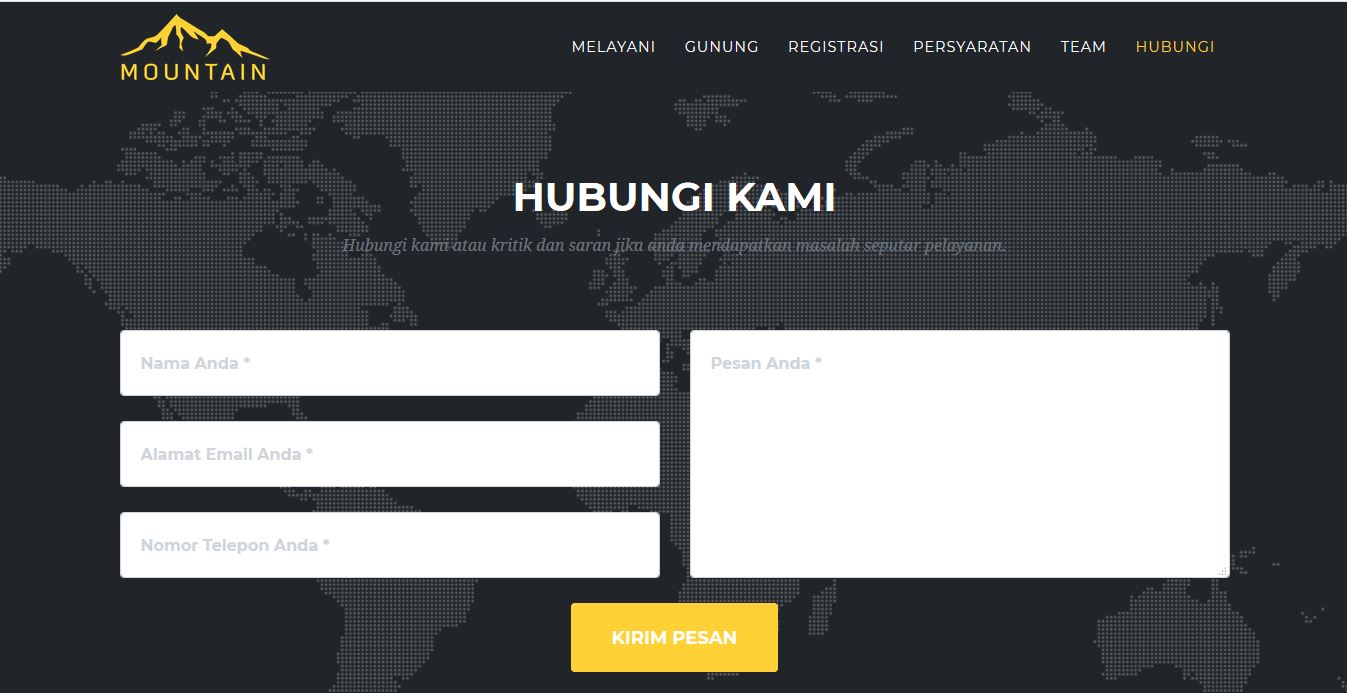 MOUNTAIN
MELAYANI GUNUNG REGISTRASI PERSYARATAN TEAM HUBUNGI
HUBUNGI KAMI
Hubungi kami atau kritik dan saran jika anda mendapatkan masalah seputar pelayanan.
Nama Anda *
Alamat Email Anda *
Nomor Telepon Anda *
Pesan Anda *
KIRIM PESAN